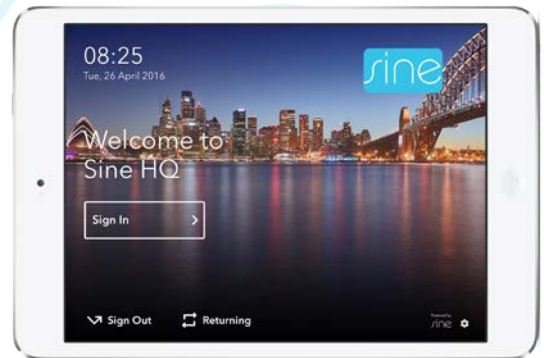 08:25
Tue, 26 April 2016
sine
Welcome to
Sine HQ
Sign In
Sign Out
Returning
Powered by
sine